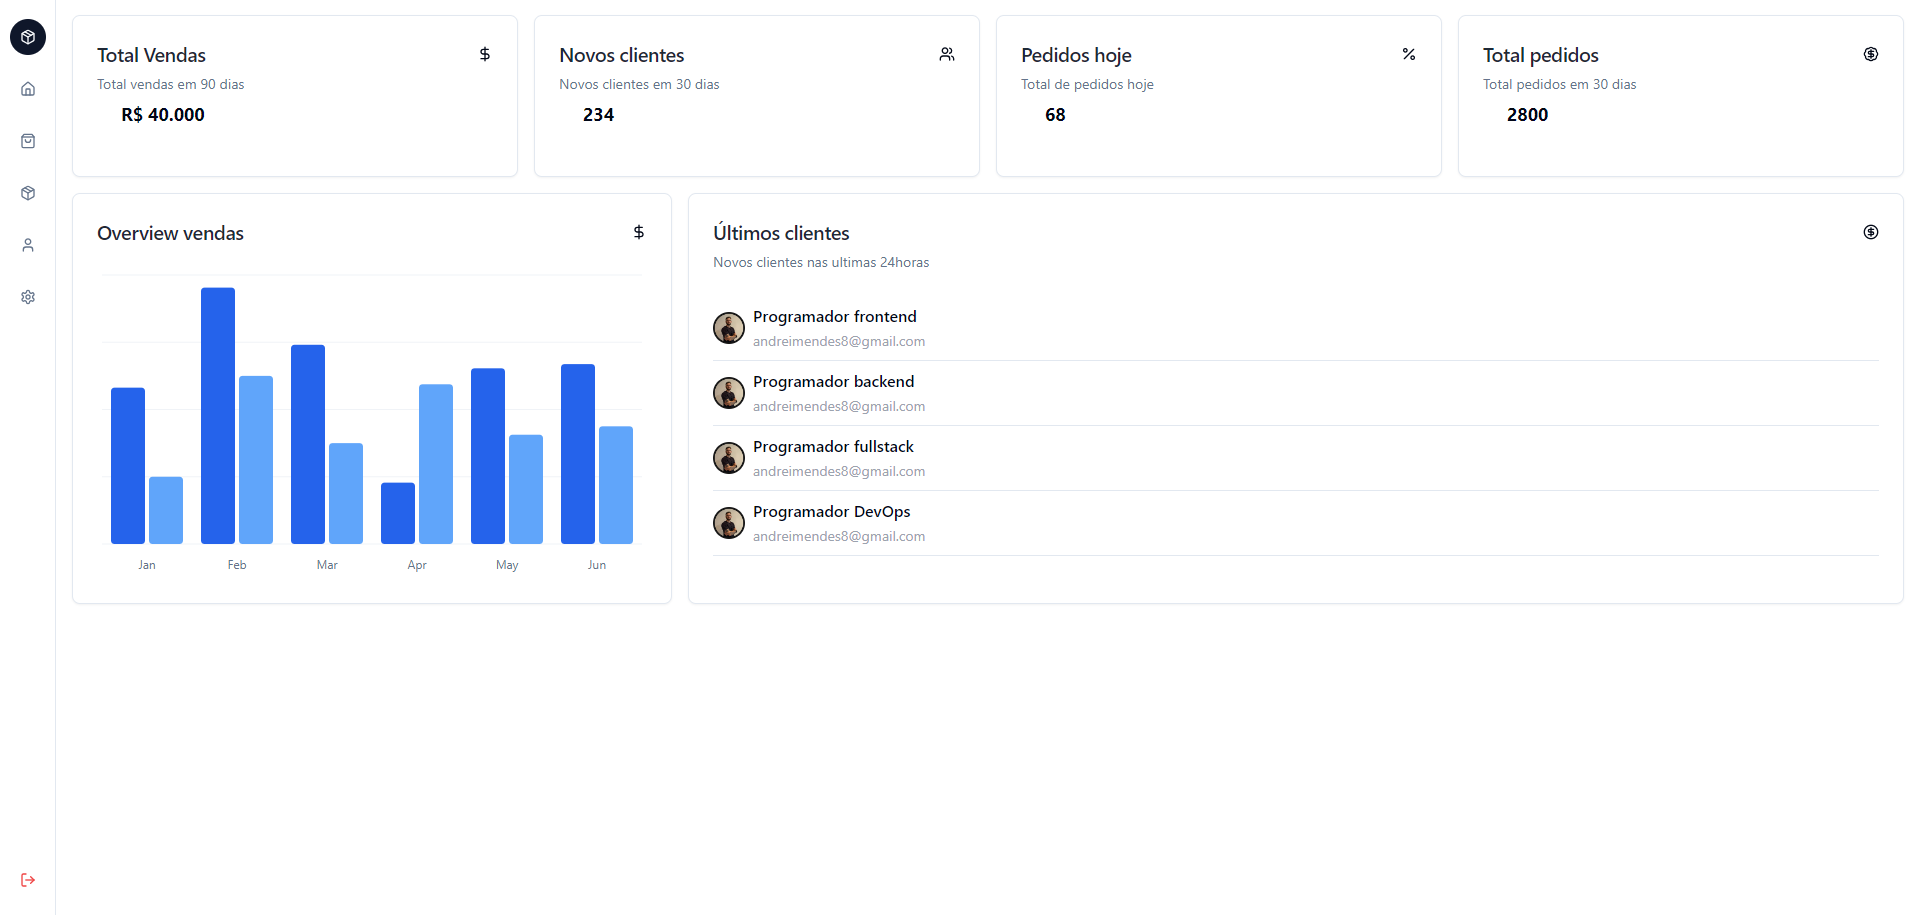 Total Vendas
Total vendas em 90 dias
R$ 40.000
Novos clientes
Novos clientes em 30 dias
234
Pedidos hoje
Total de pedidos hoje
68
Total pedidos
Total pedidos em 30 dias
2800
Overview vendas
Jan Feb Mar Apr May Jun
Últimos clientes
Novos clientes nas ultimas 24horas
Programador frontend
andreimendes8@gmail.com
Programador backend
andreimendes8@gmail.com
Programador fullstack
andreimendes8@gmail.com
Programador DevOps
andreimendes8@gmail.com